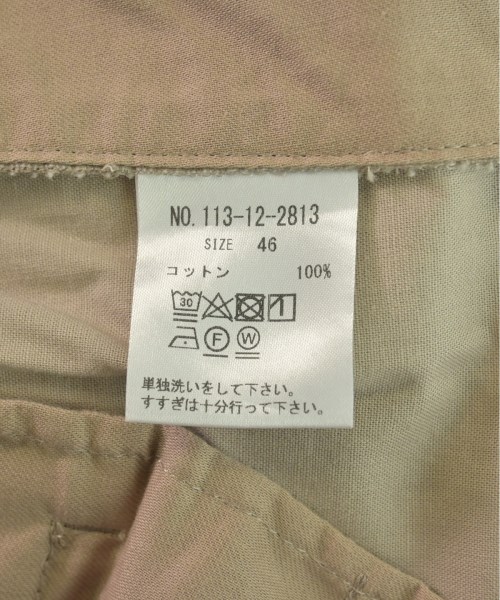 NO. 113-12--2813
SIZE 46
コットン 100%
30
F W
単独洗いをして下さい。
すすぎは十分行って下さい。